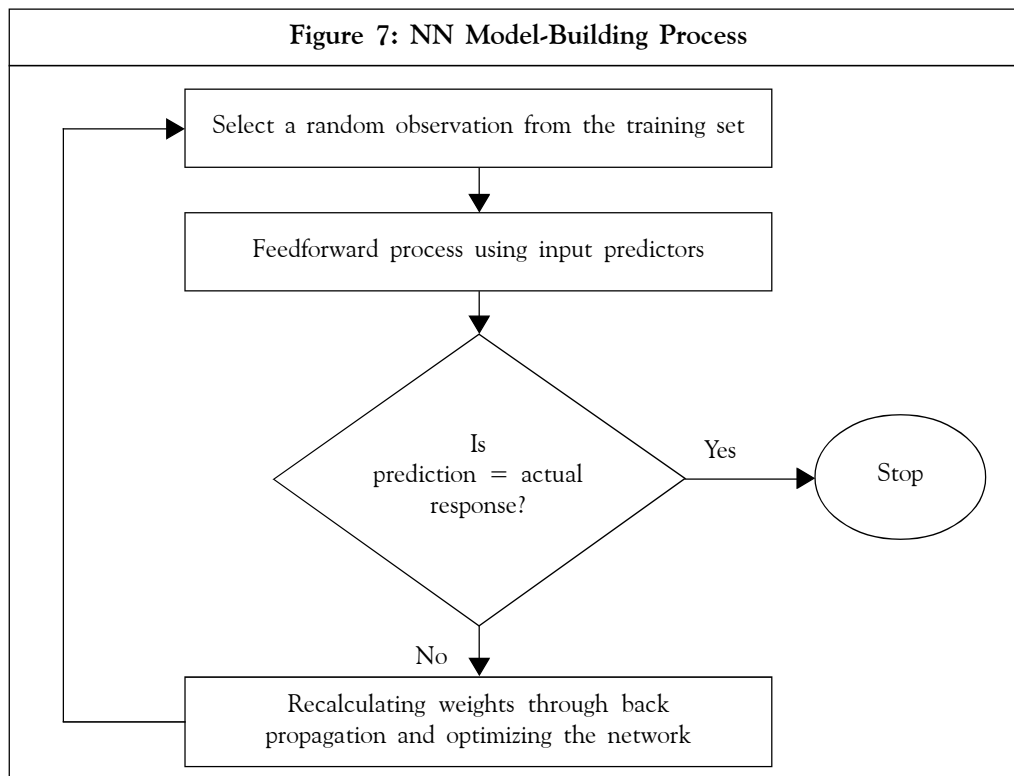 Figure 7: NN Model-Building Process
Select a random observation from the training set
Feedforward process using input predictors
Is
prediction = actual
response?
Yes
Stop
No
Recalculating weights through back
propagation and optimizing the network